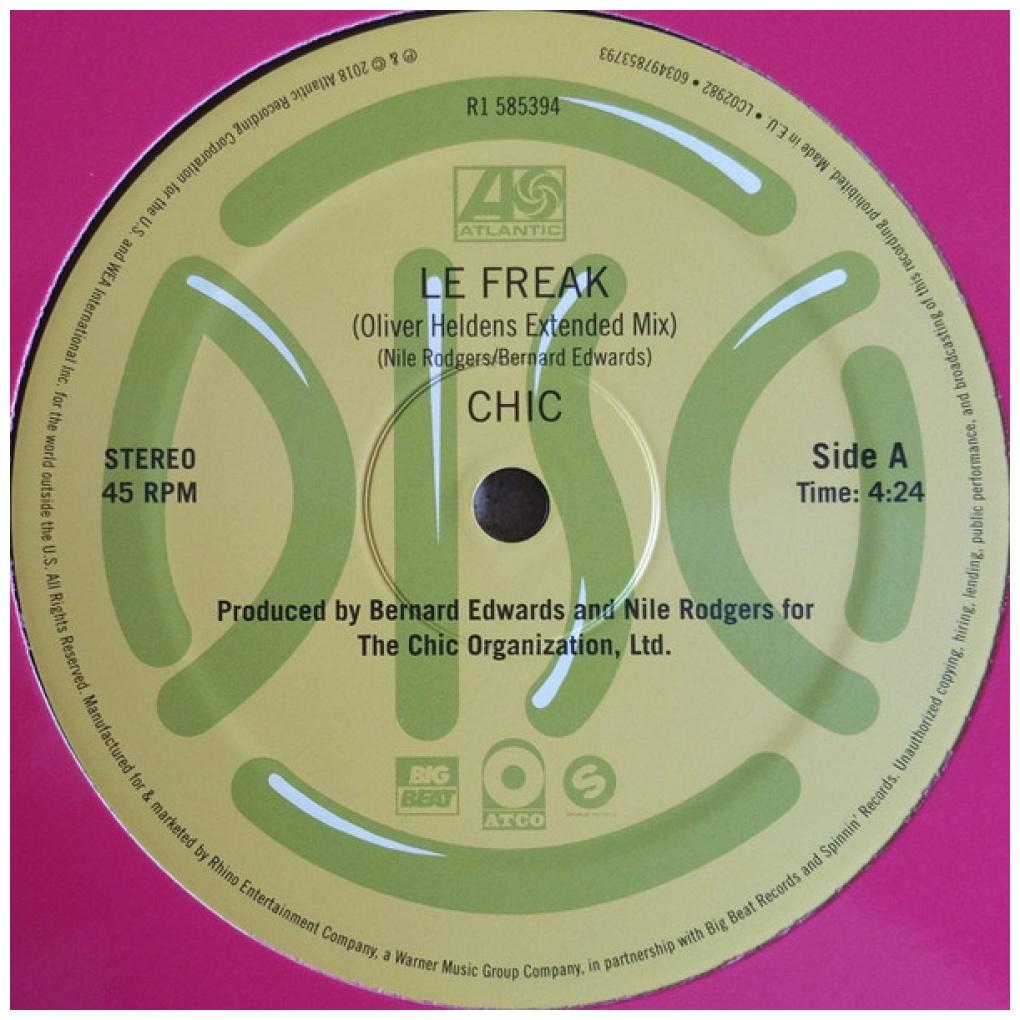 R1 585394
ATLANTIC
LE FREAK
(Oliver Heldens Extended Mix)
(Nile Rodgers/Bernard Edwards)
CHIC
STEREO
45 RPM
Side A
Time: 4:24
DISC
Produced by Bernard Edwards and Nile Rodgers for
The Chic Organization, Ltd.
BIG
BEAT
ATCO
S
℗ & © 2018 Atlantic Recording Corporation for the U.S. and WEA International Inc. for the world outside the U.S. All Rights Reserved. Manufactured for & marketed by Rhino Entertainment Company, a Warner Music Group Company, in partnership with Big Beat Records and Spinnin' Records. Unauthorized copying, hiring, lending, public performance, and broadcasting of this recording prohibited. Made in E.U. • LC02982 • 603497853793